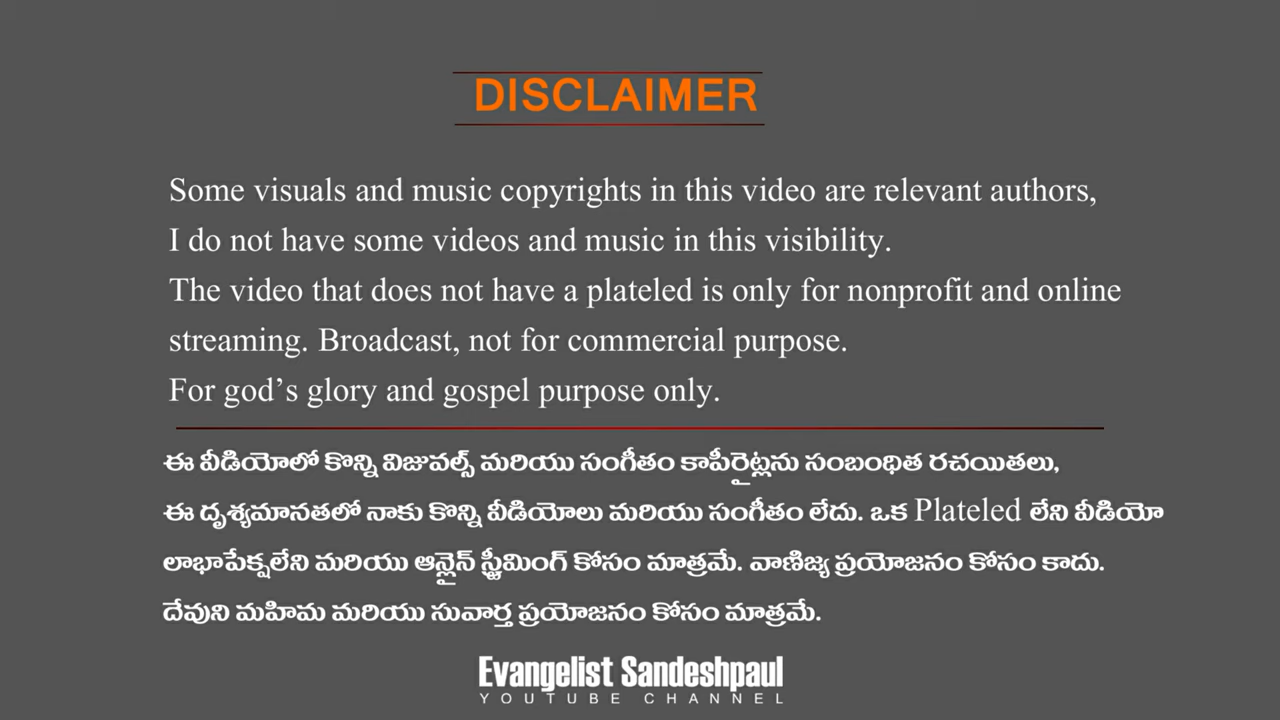 DISCLAIMER
Some visuals and music copyrights in this video are relevant authors,
I do not have some videos and music in this visibility.
The video that does not have a plateled is only for nonprofit and online
streaming. Broadcast, not for commercial purpose.
For god’s glory and gospel purpose only.
ఈ వీడియోలో కొన్ని విజువల్స్ మరియు సంగీతం కాపీరైట్లను సంబంథిత రచయితలు,
ఈ దృశ్యమానతలో నాకు కొన్ని వీడియోలు మరియు సంగీతం లేదు. ఒక Plateled లేని వీడియో
లాభాపేక్షలేని మరియు ఆన్లైన్ స్ట్రీమింగ్ కోసం మాత్రమే. వాణిజ్య ప్రయోజనం కోసం కాదు.
దేవుని మహిమ మరియు సువార్త ప్రయోజనం కోసం మాత్రమే.
Evangelist Sandeshpaul
YOUTUBE CHANNEL